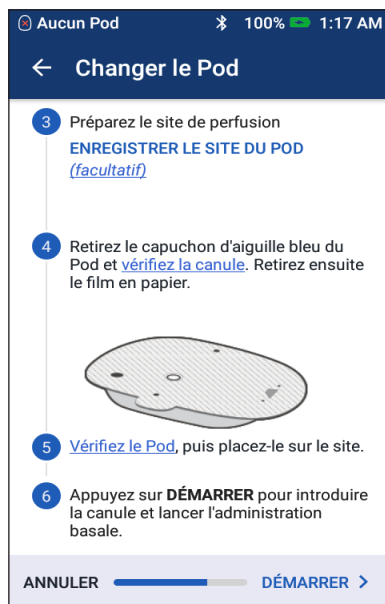 Aucun Pod 100% 1:17 AM
Changer le Pod
3 Préparez le site de perfusion
ENREGISTRER LE SITE DU POD
(facultatif)
4 Retirez le capuchon d'aiguille bleu du
Pod et vérifiez la canule. Retirez ensuite
le film en papier.
5 Vérifiez le Pod, puis placez-le sur le site.
6 Appuyez sur DÉMARRER pour introduire
la canule et lancer l'administration
basale.
ANNULER DÉMARRER